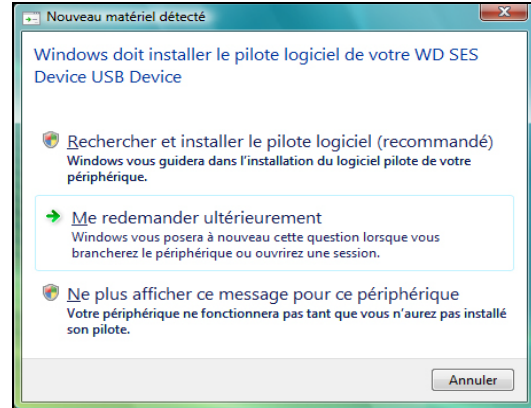 Nouveau matériel détecté
Windows doit installer le pilote logiciel de votre WD SES
Device USB Device
Rechercher et installer le pilote logiciel (recommandé)
Windows vous guidera dans l'installation du logiciel pilote de votre
périphérique.
Me redemander ultérieurement
Windows vous posera à nouveau cette question lorsque vous
brancherez le périphérique ou ouvrirez une session.
Ne plus afficher ce message pour ce périphérique
Votre périphérique ne fonctionnera pas tant que vous n'aurez pas installé
son pilote.
Annuler